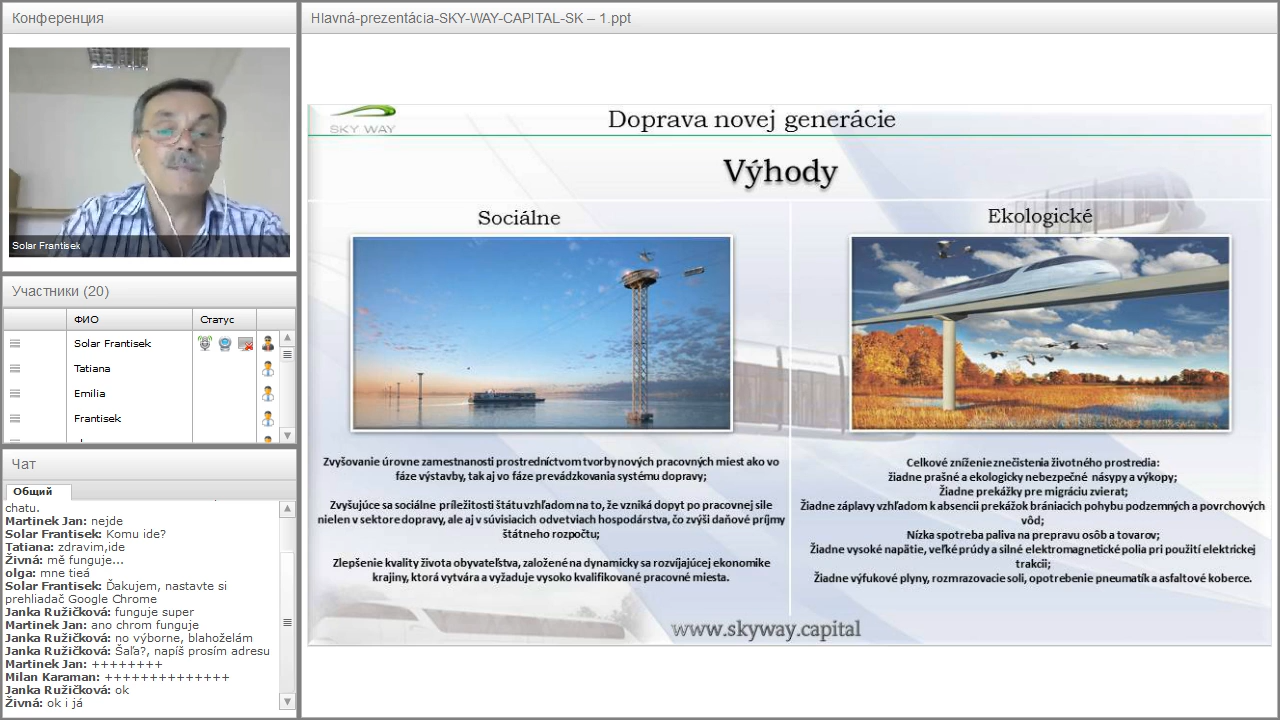 Конференция
Solar Frantisek
Участники (20)
ФИО
Статус
Solar Frantisek
Tatiana
Emilia
Frantisek
Чат
Общий
chatu.
Martinek Jan: nejde
Solar Frantisek: Komu ide?
Tatiana: zdravim,ide
Živná: mě funguje...
olga: mne tieá
Solar Frantisek: Ďakujem, nastavte si
prehliadač Google Chrome
Janka Ružičková: funguje super
Martinek Jan: ano chrom funguje
Janka Ružičková: no výborne, blahoželám
Janka Ružičková: Šaľa?, napíš prosím adresu
Martinek Jan: ++++++++
Milan Karaman: ++++++++++++++
Janka Ružičková: ok
Živná: ok i já
Hlavná-prezentácia-SKY-WAY-CAPITAL-SK – 1.ppt
SKY WAY
Doprava novej generácie
Výhody
Sociálne
Zvyšovanie úrovne zamestnanosti prostredníctvom tvorby nových pracovných miest ako vo
fáze výstavby, tak aj vo fáze prevádzkovania systému dopravy;
Zvyšujúce sa sociálne príležitosti štátu vzhľadom na to, že vzniká dopyt po pracovnej sile
nielen v sektore dopravy, ale aj v súvisiacich odvetviach hospodárstva, čo zvýši daňové príjmy
štátneho rozpočtu;
Zlepšenie kvality života obyvateľstva, založené na dynamicky sa rozvíjajúcej ekonomike
krajiny, ktorá vytvára a vyžaduje vysoko kvalifikované pracovné miesta.
Ekologické
Celkové zníženie znečistenia životného prostredia:
žiadne prašné a ekologicky nebezpečné násypy a výkopy;
Žiadne prekážky pre migráciu zvierat;
Žiadne záplavy vzhľadom k absencii prekážok brániacich pohybu podzemných a povrchových
vôd;
Nízka spotreba paliva na prepravu osôb a tovarov;
Žiadne vysoké napätie, veľké prúdy a silné elektromagnetické polia pri použití elektrickej
trakcii;
Žiadne výfukové plyny, rozmrazovacie soli, opotrebenie pneumatík a asfaltové koberce.
www.skyway.capital